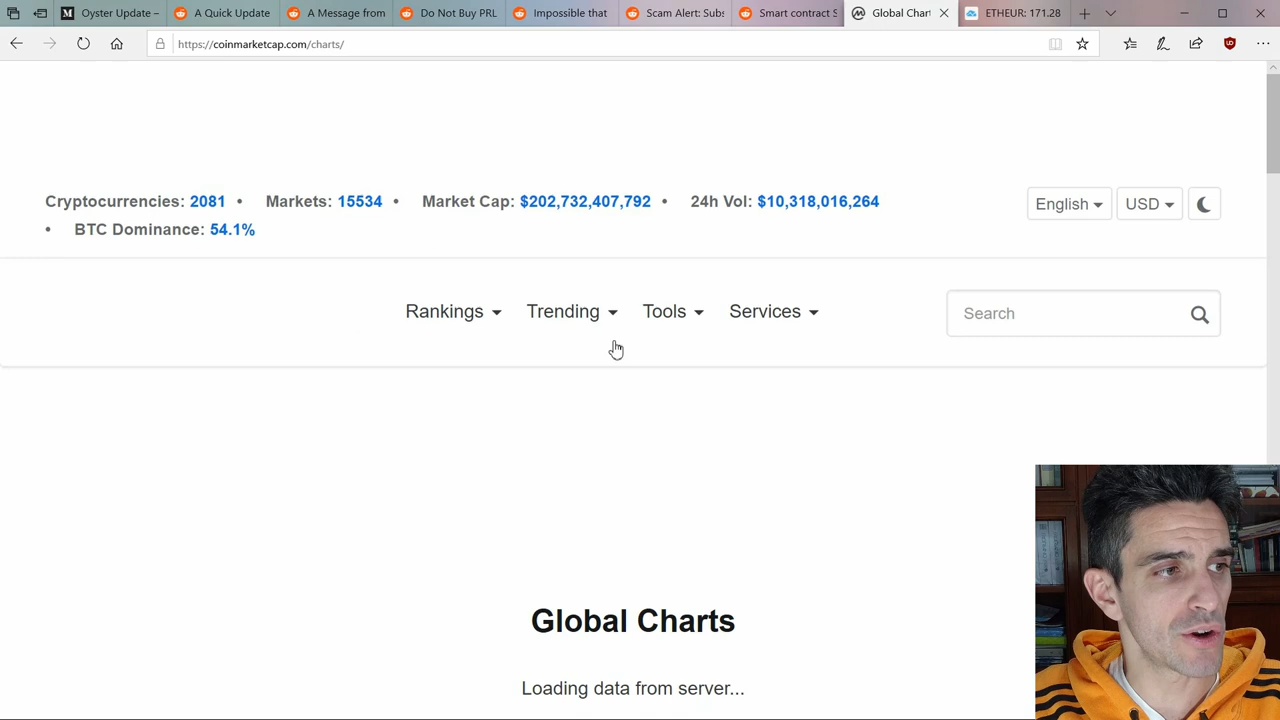 Oyster Update –
A Quick Update
A Message from
Do Not Buy PRL
Impossible that
Scam Alert: Subs
Smart contract S
Global Chart
ETHEUR: 171.28
https://coinmarketcap.com/charts/
Cryptocurrencies: 2081 • Markets: 15534 • Market Cap: $202,732,407,792 • 24h Vol: $10,318,016,264
• BTC Dominance: 54.1%
English
USD
Rankings
Trending
Tools
Services
Search
Global Charts
Loading data from server...